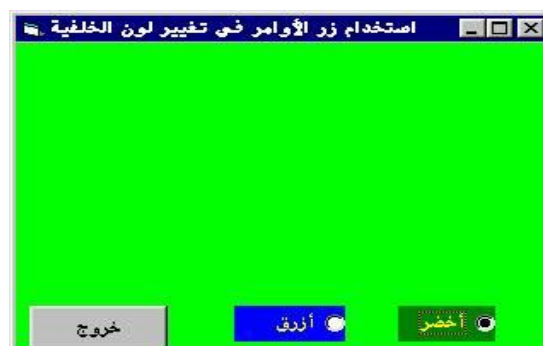 استخدام زر الأوامر في تغيير لون الخلفية
أخضر
أزرق
خروج